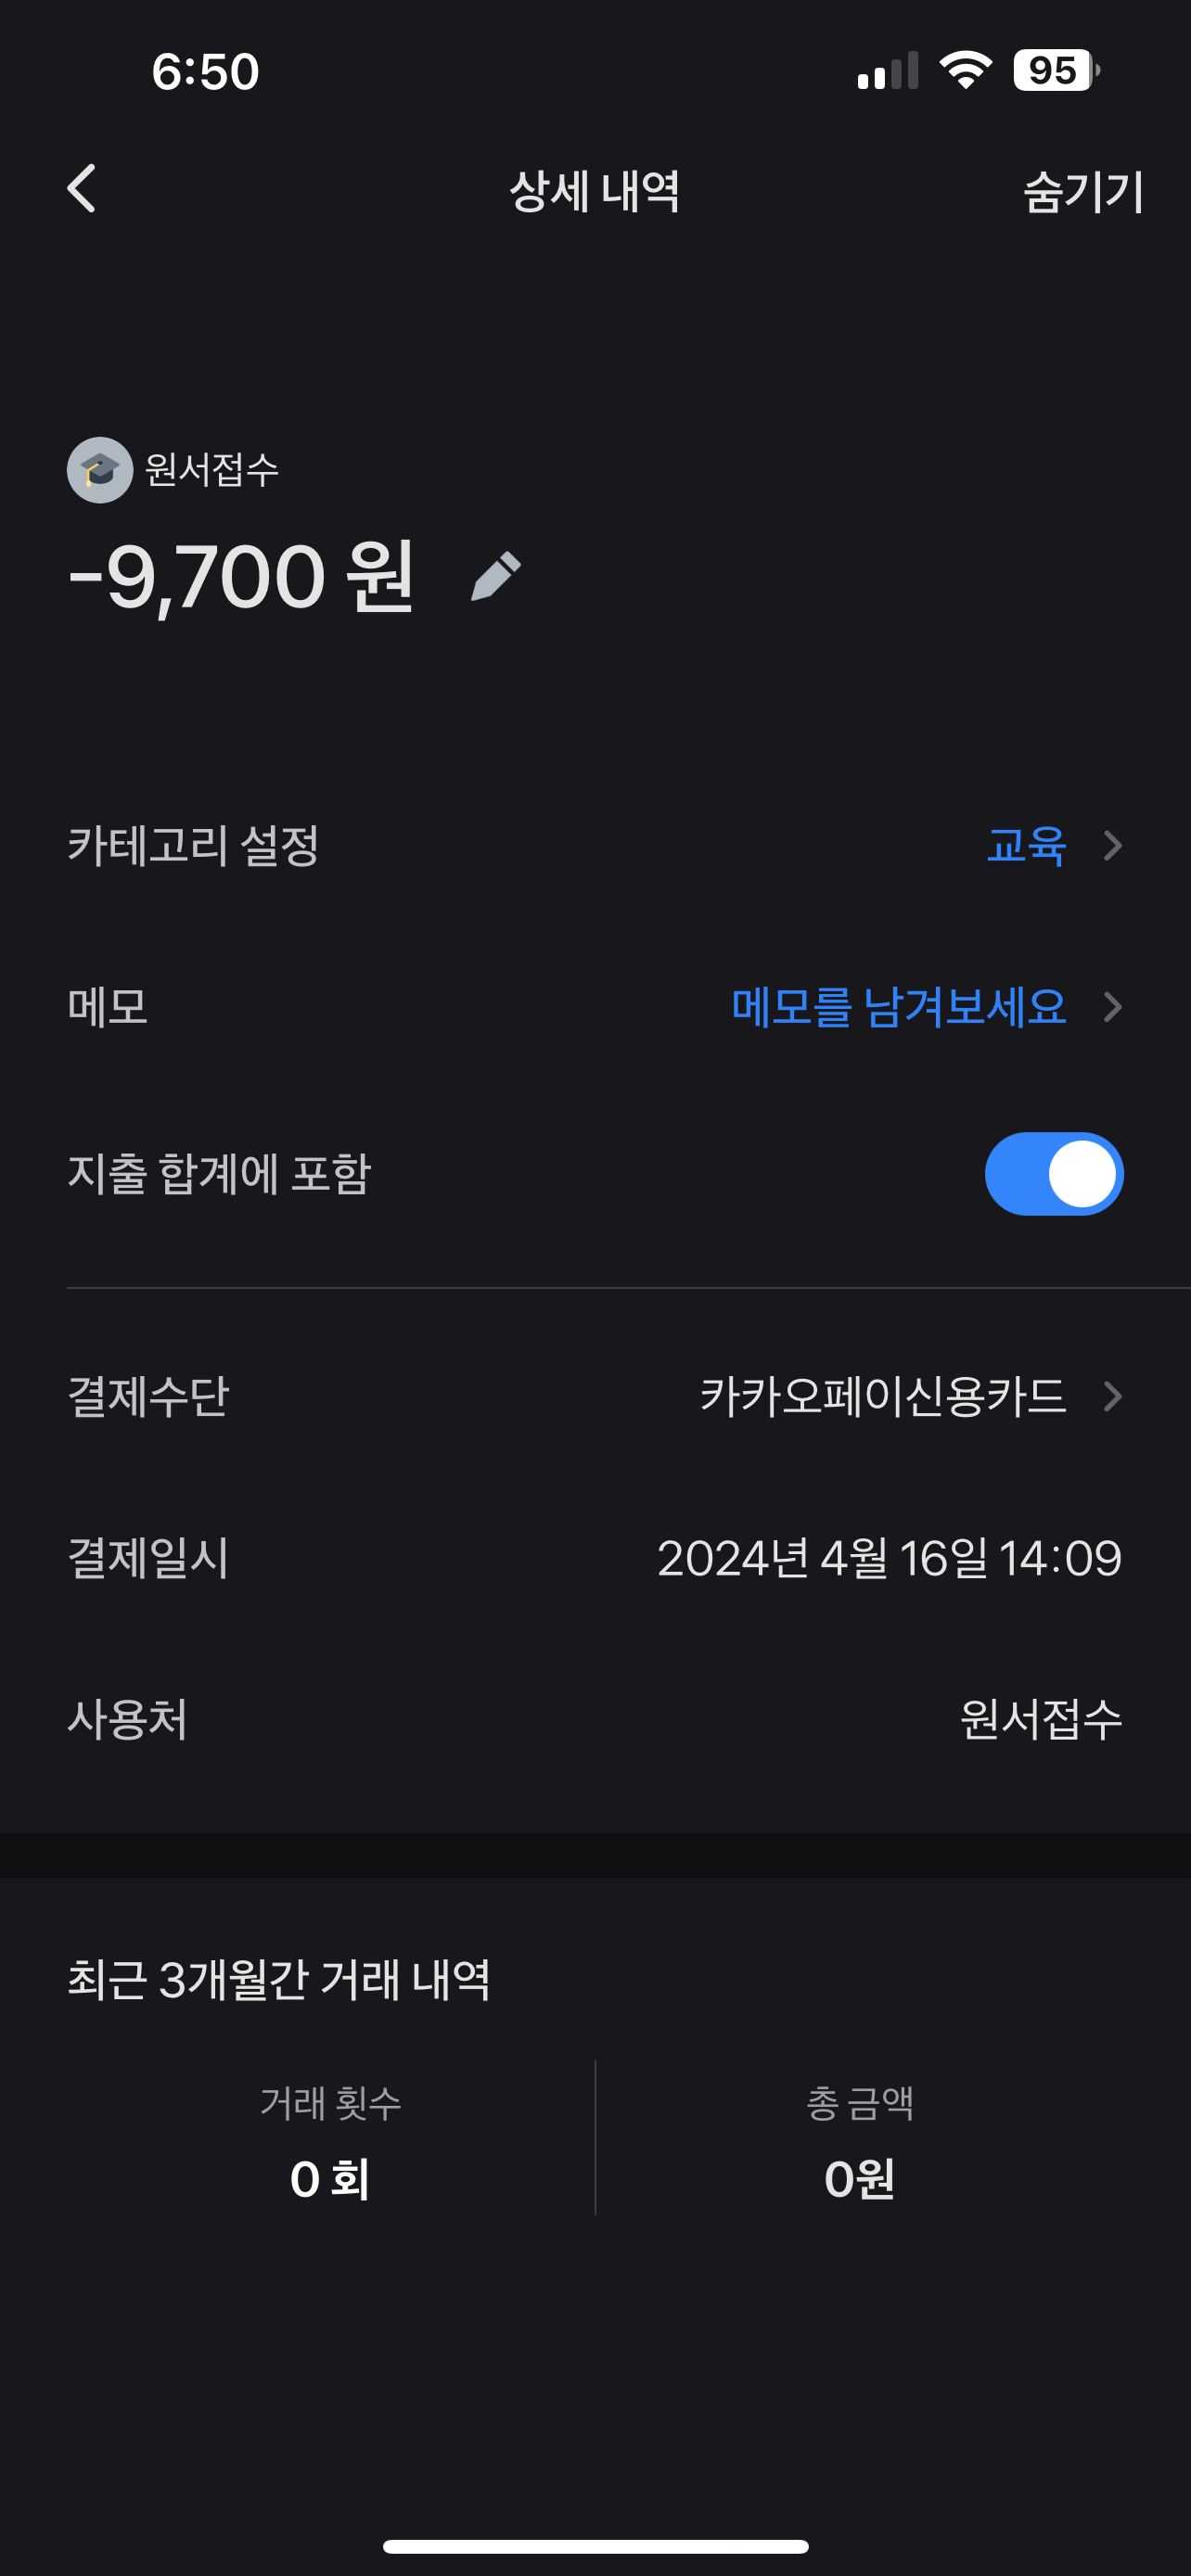 6:50
95
상세 내역
숨기기
원서접수
-9,700 원
카테고리 설정
교육
메모
메모를 남겨보세요
지출 합계에 포함
결제수단
카카오페이신용카드
결제일시
2024년 4월 16일 14:09
사용처
원서접수
최근 3개월간 거래 내역
거래 횟수
총 금액
0 회
0원